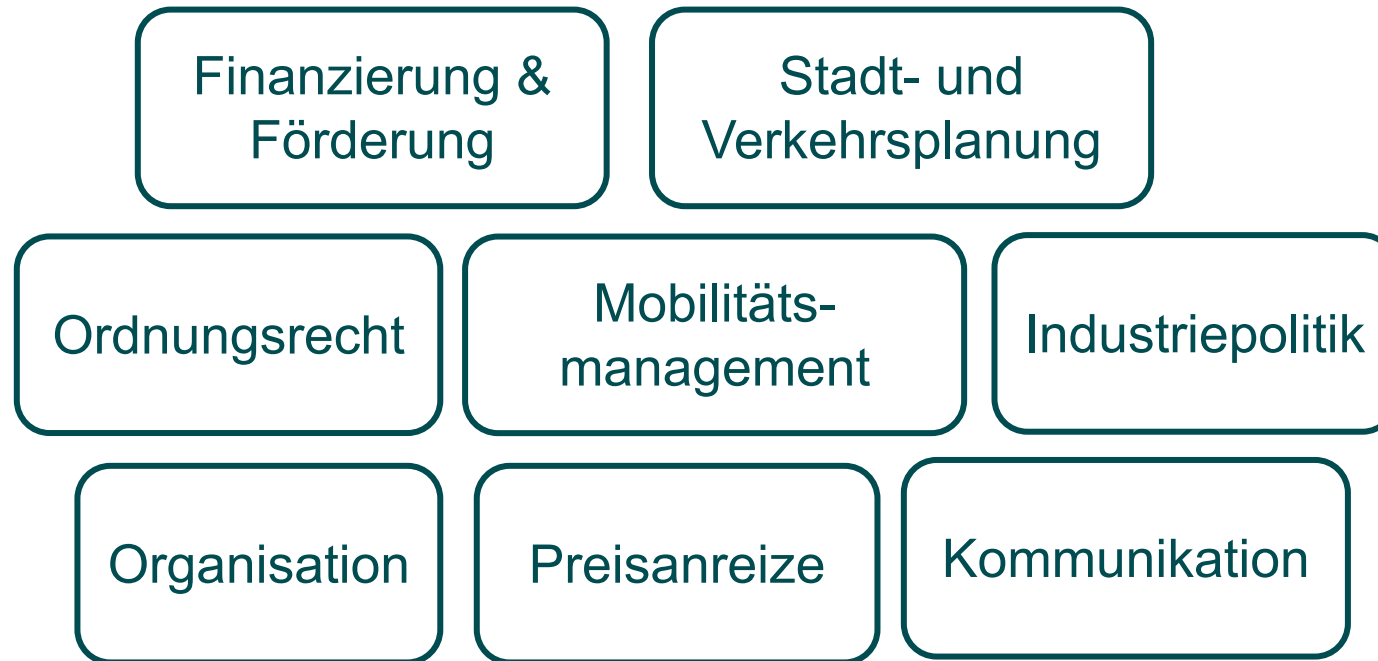 Finanzierung &
Förderung
Stadt- und
Verkehrsplanung
Ordnungsrecht
Mobilitäts-
management
Industriepolitik
Organisation
Preisanreize
Kommunikation